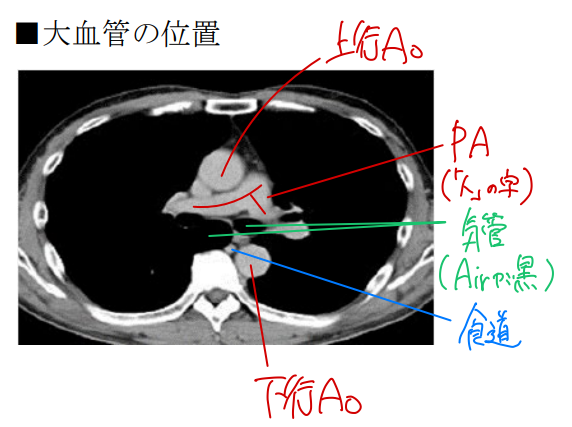 ■大血管の位置
上行Ao
PA
(「人」の字)
気管
(Airが黒)
食道
下行Ao